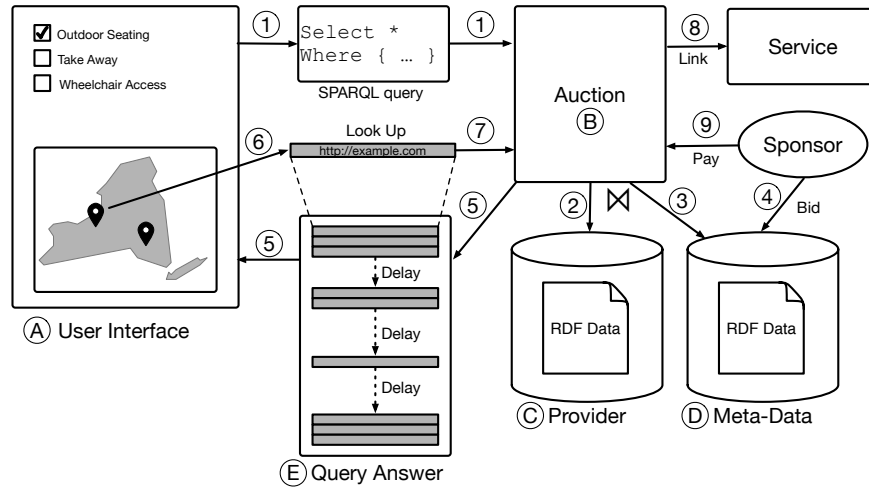 Outdoor Seating
Take Away
Wheelchair Access
1
Select *
Where { … }
SPARQL query
1
Auction
B
8
Link
Service
9
Pay
Sponsor
6
Look Up
http://example.com
7
5
2
⋈
3
4
Bid
5
Delay
Delay
Delay
RDF Data
RDF Data
A User Interface
C Provider
D Meta-Data
E Query Answer